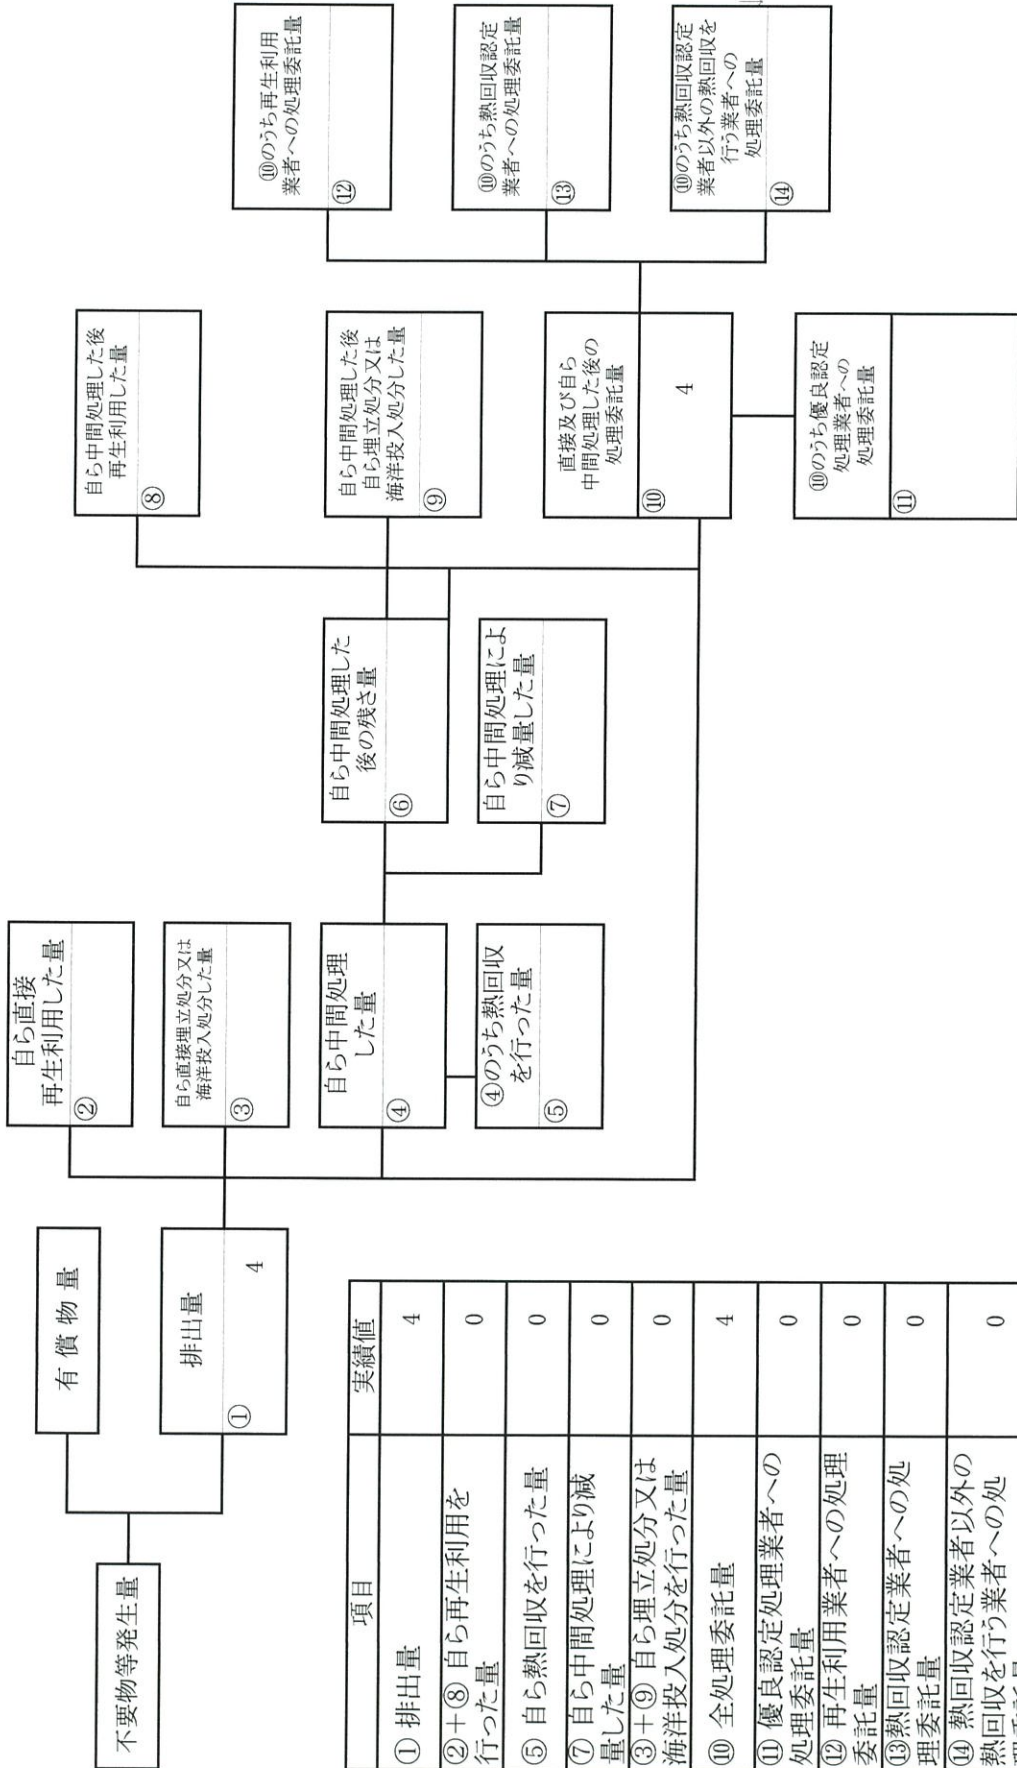 不要物等発生量
有償物量
排出量
①
4
自ら直接
再生利用した量
②
自ら直接埋立処分又は
海洋投入処分した量
③
自ら中間処理
した量
④
④のうち熱回収
を行った量
⑤
自ら中間処理した
後の残さ量
⑥
自ら中間処理によ
り減量した量
⑦
自ら中間処理した後
再生利用した量
⑧
自ら中間処理した後
自ら埋立処分又は
海洋投入処分した量
⑨
直接及び自ら
中間処理した後の
処理委託量
⑩
4
⑩のうち優良認定
処理業者への
処理委託量
⑪
⑩のうち再生利用
業者への処理委託量
⑫
⑩のうち熱回収認定
業者への処理委託量
⑬
⑩のうち熱回収認定
業者以外の熱回収を
行う業者への
処理委託量
⑭
項目 実績値
① 排出量 4
②+⑧ 自ら再生利用を
行った量 0
⑤ 自ら熱回収を行った量 0
⑦ 自ら中間処理により減
量した量 0
③+⑨ 自ら埋立処分又は
海洋投入処分を行った量 0
⑩ 全処理委託量 4
⑪ 優良認定処理業者への
処理委託量 0
⑫ 再生利用業者への処理
委託量 0
⑬熱回収認定業者への処
理委託量 0
⑭ 熱回収認定業者以外の
熱回収を行う業者への処 0